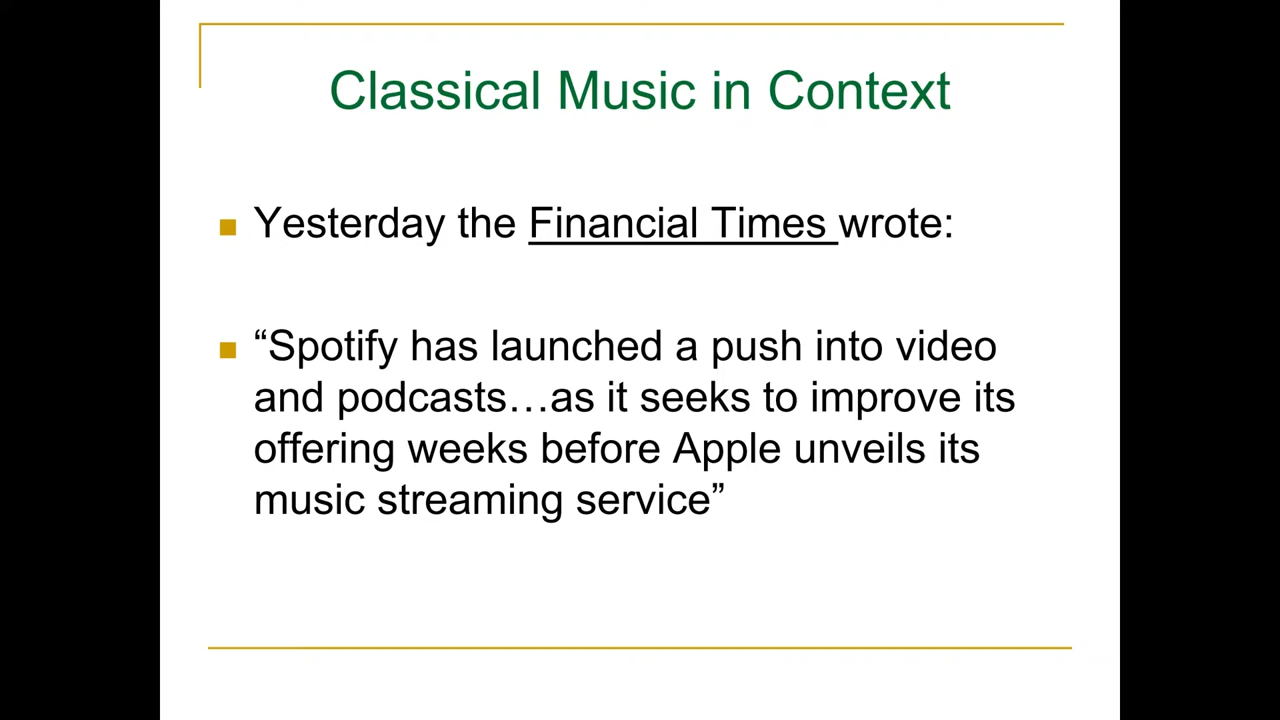 Classical Music in Context
Yesterday the Financial Times wrote:
“Spotify has launched a push into video
and podcasts…as it seeks to improve its
offering weeks before Apple unveils its
music streaming service”